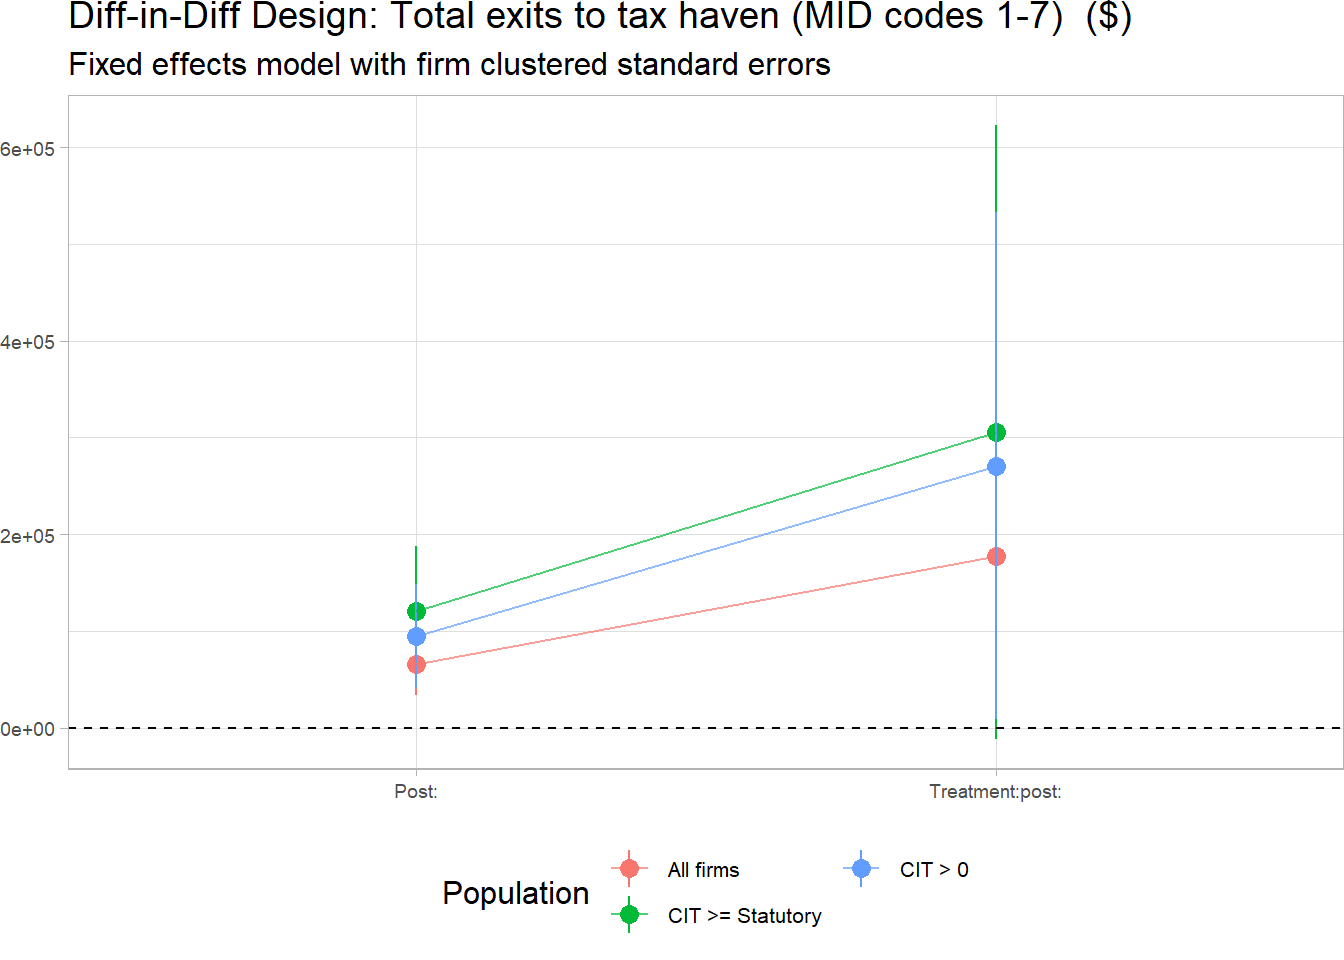 Diff-in-Diff Design: Total exits to tax haven (MID codes 1-7)  ($)
Fixed effects model with firm clustered standard errors
6e+05
4e+05
2e+05
0e+00
Post:
Treatment:post:
Population
All firms
CIT > 0
CIT >= Statutory